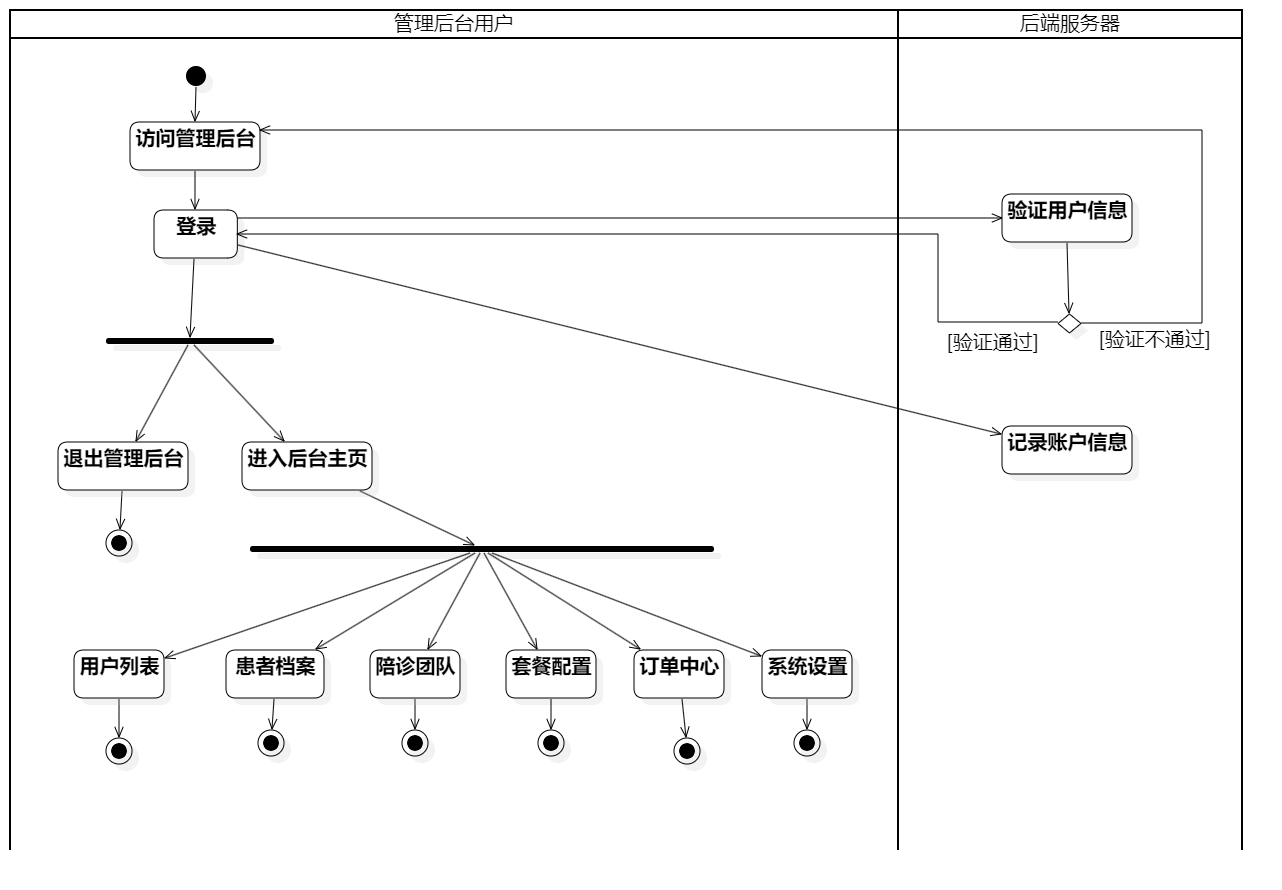 管理后台用户
后端服务器
访问管理后台
登录
验证用户信息
[验证通过]
[验证不通过]
记录账户信息
退出管理后台
进入后台主页
用户列表
患者档案
陪诊团队
套餐配置
订单中心
系统设置